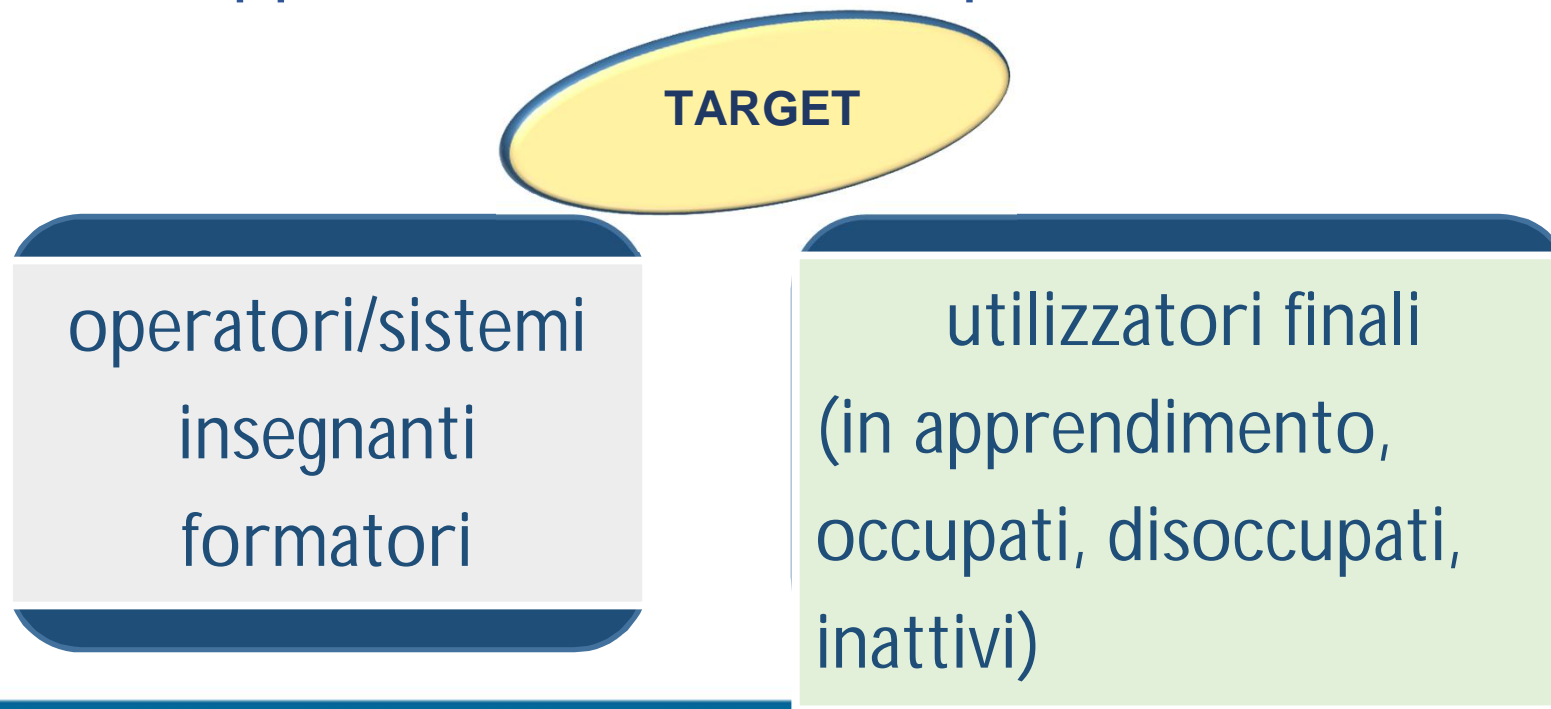 TARGET
operatori/sistemi
insegnanti
formatori
utilizzatori finali
(in apprendimento,
occupati, disoccupati,
inattivi)